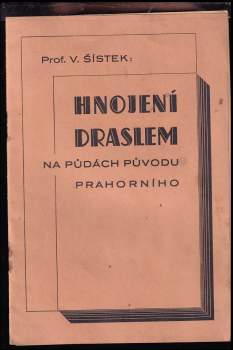 Prof. V. ŠÍSTEK:
HNOJENÍ
DRASLEM
NA PŮDÁCH PŮVODU
PRAHORNÍHO